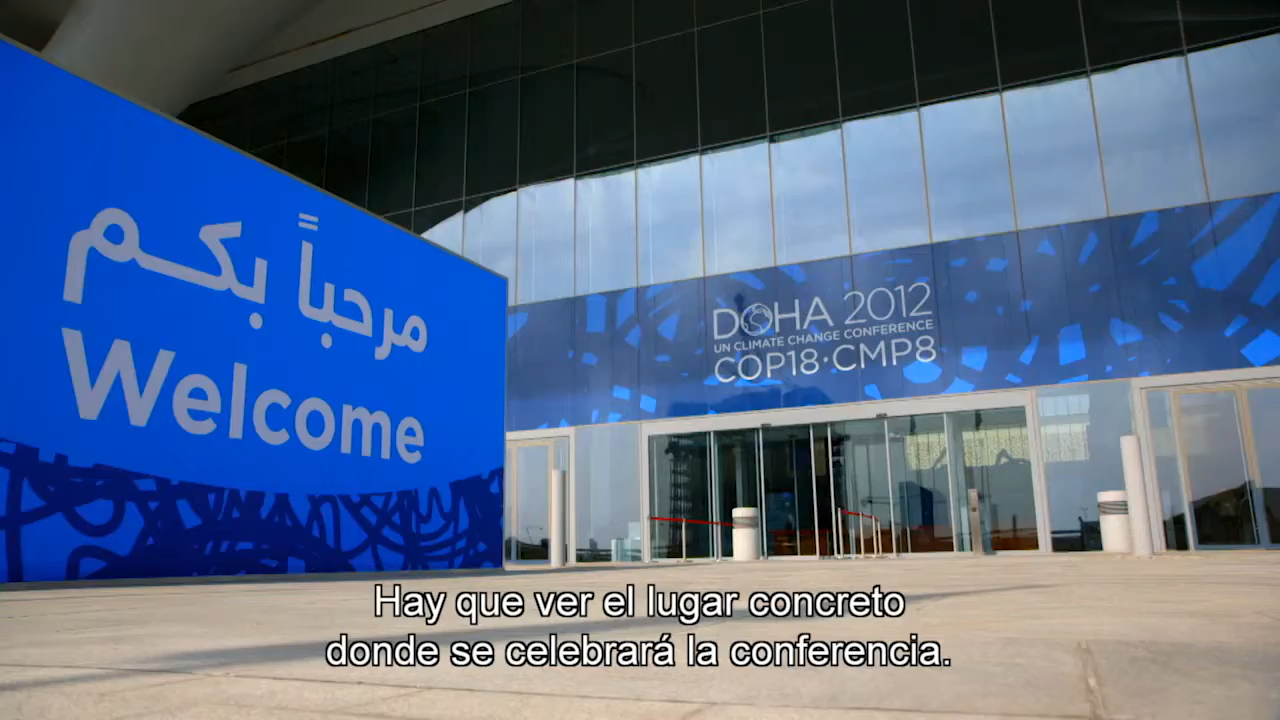 مرحباً بكم
Welcome
DOHA 2012
UN CLIMATE CHANGE CONFERENCE
COP18·CMP8
Hay que ver el lugar concreto
donde se celebrará la conferencia.